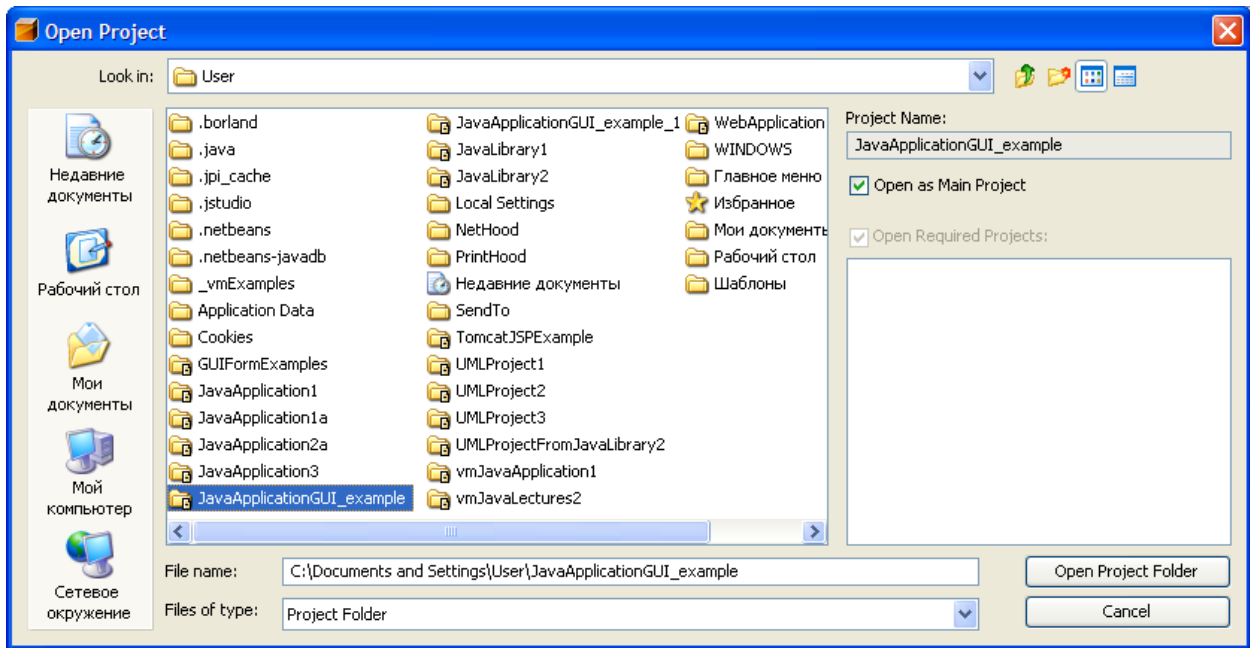 Open Project
Look in:
User
Недавние
документы
Рабочий стол
Мои
документы
Мой
компьютер
Сетевое
окружение
.borland
.java
.jpi_cache
.jstudio
.netbeans
.netbeans-javadb
_vmExamples
Application Data
Cookies
GUIFormExamples
JavaApplication1
JavaApplication1a
JavaApplication2a
JavaApplication3
JavaApplicationGUI_example
JavaApplicationGUI_example_1
JavaLibrary1
JavaLibrary2
Local Settings
NetHood
PrintHood
Недавние документы
SendTo
TomcatJSPExample
UMLProject1
UMLProject2
UMLProject3
UMLProjectFromJavaLibrary2
vmJavaApplication1
vmJavaLectures2
WebApplication
WINDOWS
Главное меню
Избранное
Мои документы
Рабочий стол
Шаблоны
Project Name:
JavaApplicationGUI_example
Open as Main Project
Open Required Projects:
File name:
C:\Documents and Settings\User\JavaApplicationGUI_example
Files of type:
Project Folder
Open Project Folder
Cancel